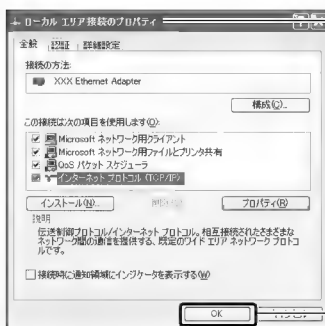 ローカル エリア接続のプロパティ
全般 認証 詳細設定
接続の方法:
XXX Ethernet Adapter
構成(C)...
この接続は次の項目を使用します(O):
Microsoft ネットワーク用クライアント
Microsoft ネットワーク用ファイルとプリンタ共有
QoS パケット スケジューラ
インターネット プロトコル (TCP/IP)
インストール(N)... プロパティ(R)
説明
伝送制御プロトコル/インターネット プロトコル。相互接続されたさまざまな
ネットワーク間の通信を提供する、既定のワイド エリア ネットワーク プロトコ
ルです。
接続時に通知領域にインジケータを表示する(W)
OK